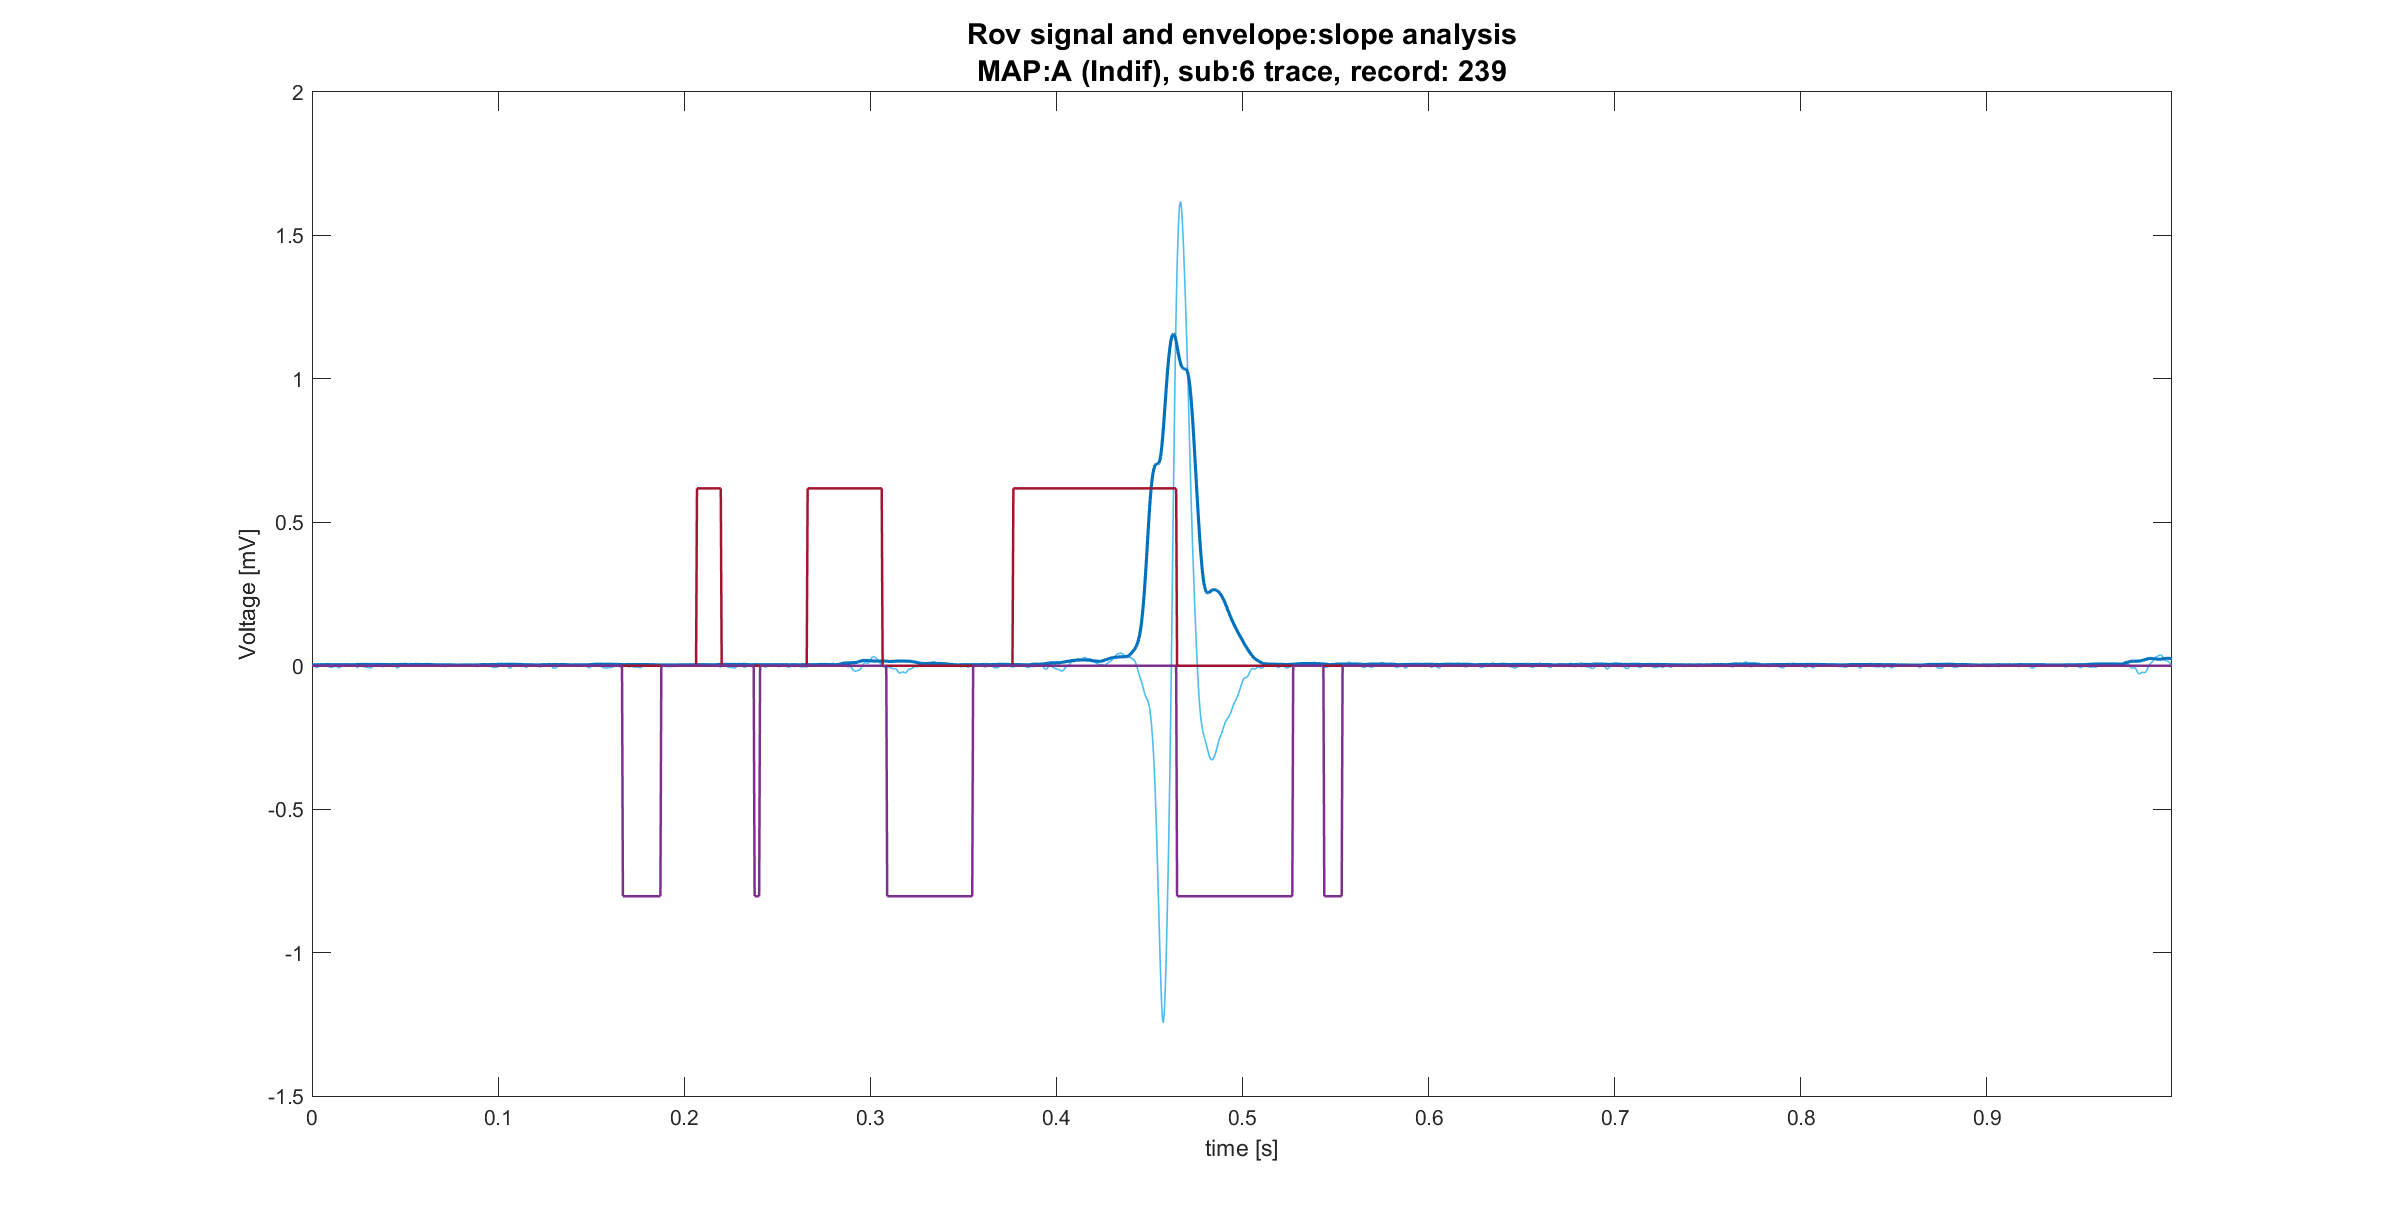 Rov signal and envelope:slope analysis
MAP:A (Indif), sub:6 trace, record: 239
2
1.5
1
0.5
0
-0.5
-1
-1.5
Voltage [mV]
0 0.1 0.2 0.3 0.4 0.5 0.6 0.7 0.8 0.9
time [s]